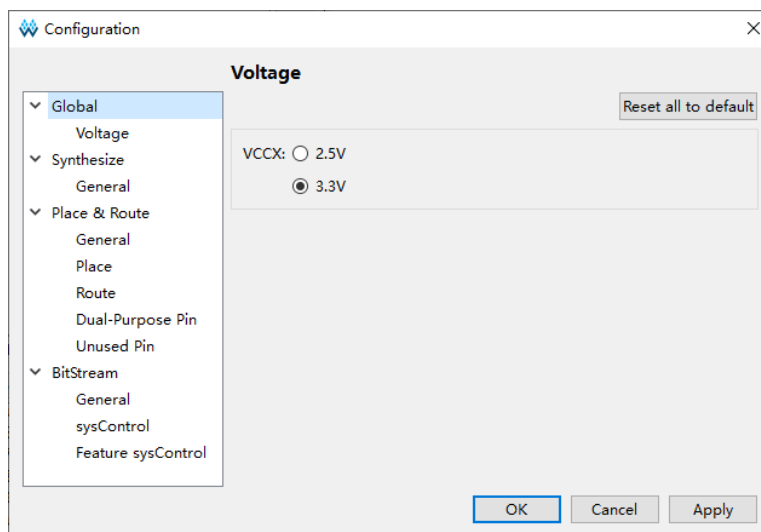 Configuration
Voltage
Reset all to default
Global
Voltage
Synthesize
General
Place & Route
General
Place
Route
Dual-Purpose Pin
Unused Pin
BitStream
General
sysControl
Feature sysControl
VCCX: 2.5V
3.3V
OK Cancel Apply